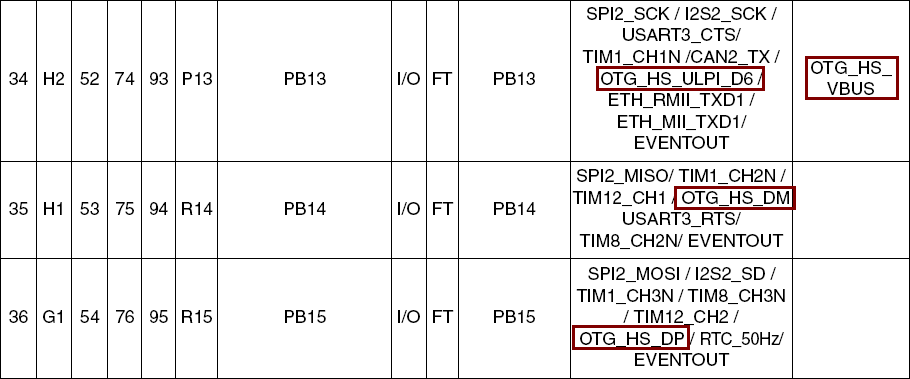 SPI2_SCK / I2S2_SCK /
USART3_CTS/
TIM1_CH1N /CAN2_TX /
34 H2 52 74 93 P13 PB13 I/O FT PB13 OTG_HS_ULPI_D6 / OTG_HS_
VBUS
ETH_RMII_TXD1 /
ETH_MII_TXD1/
EVENTOUT
SPI2_MISO/ TIM1_CH2N /
35 H1 53 75 94 R14 PB14 I/O FT PB14 TIM12_CH1 / OTG_HS_DM
USART3_RTS/
TIM8_CH2N/ EVENTOUT
SPI2_MOSI / I2S2_SD /
TIM1_CH3N / TIM8_CH3N
36 G1 54 76 95 R15 PB15 I/O FT PB15 / TIM12_CH2 /
OTG_HS_DP / RTC_50Hz/
EVENTOUT